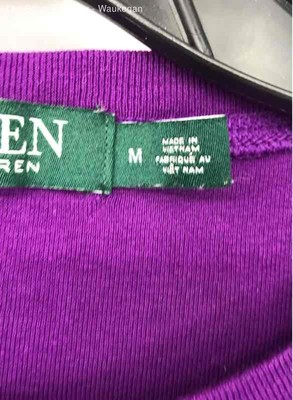 Waukegan
EN
REN
M
MADE IN
VIETNAM
FABRIQUÉ AU
VIÊT NAM